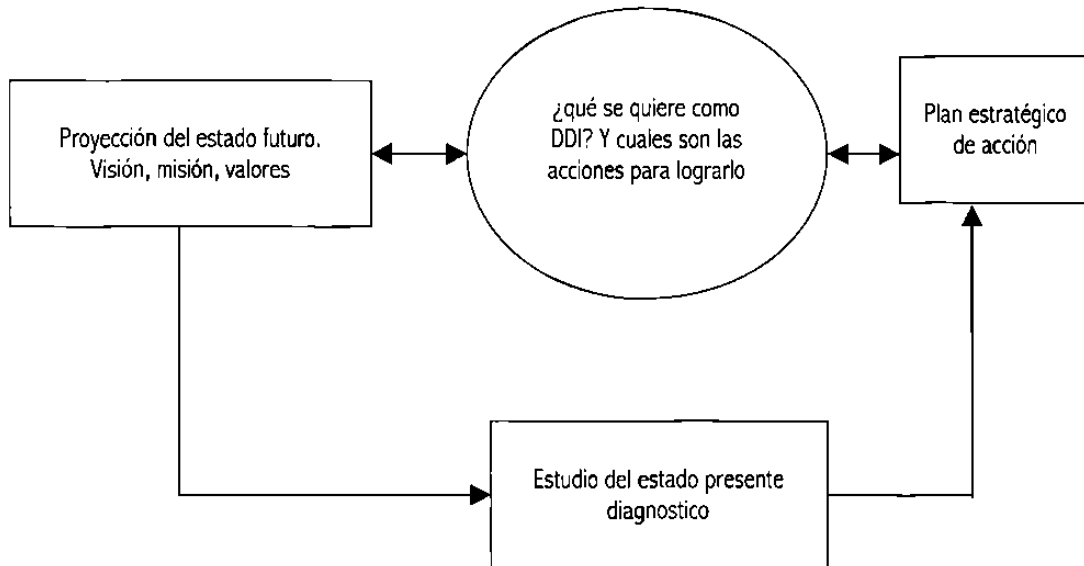 Proyección del estado futuro.
Visión, misión, valores
¿qué se quiere como
DDI? Y cuales son las
acciones para lograrlo
Plan estratégico
de acción
Estudio del estado presente
diagnostico